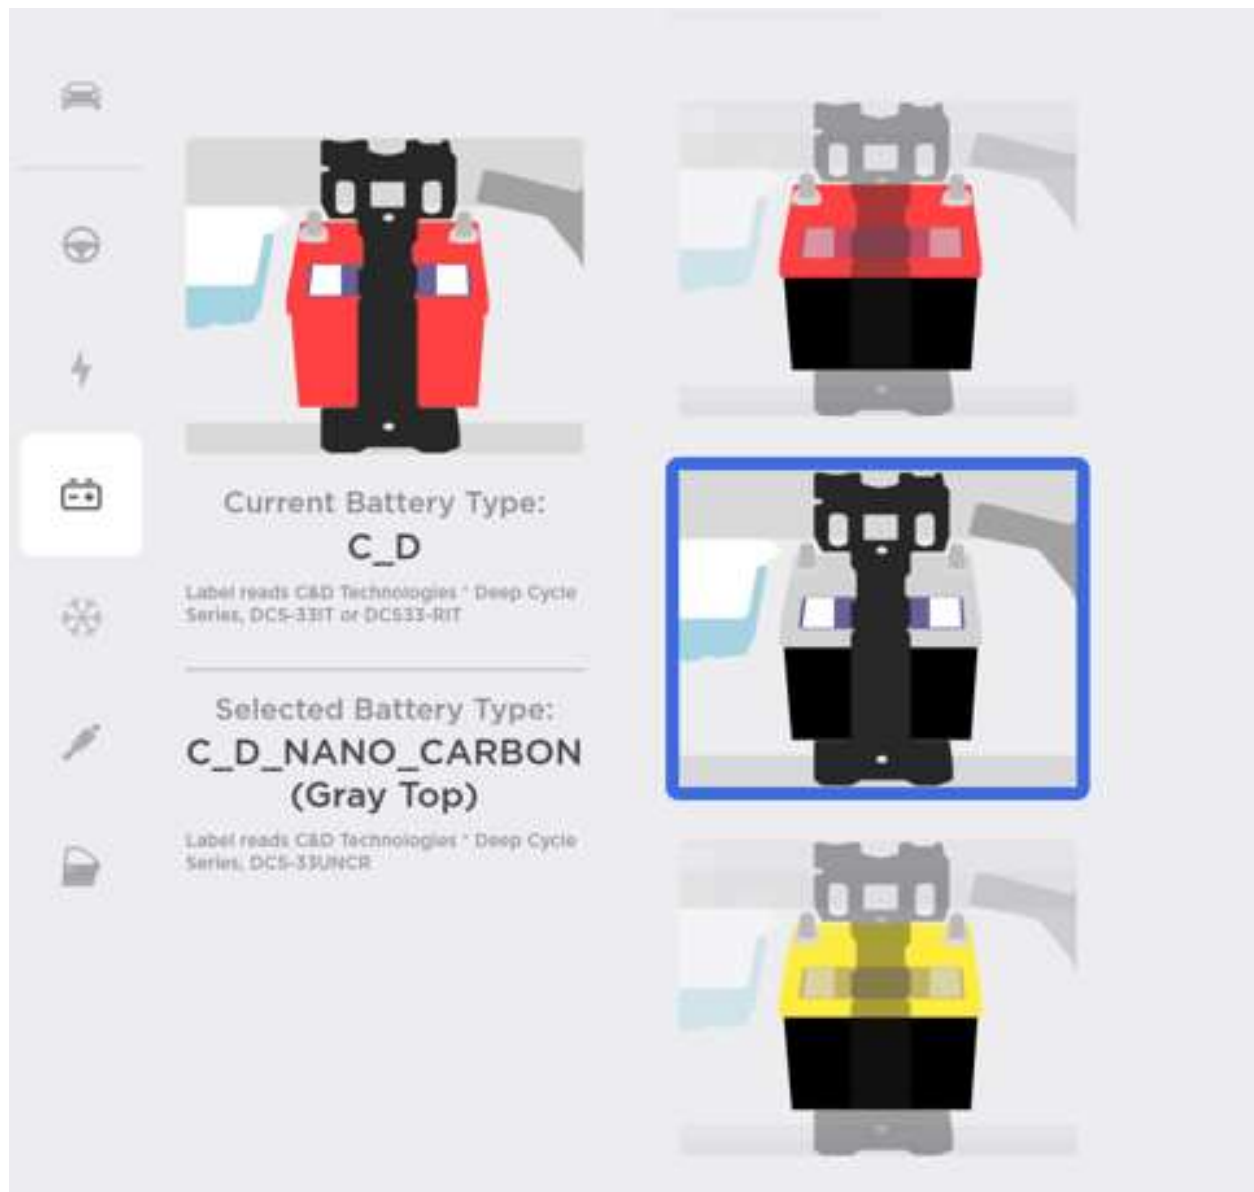 Current Battery Type:
C_D
Label reads C&D Technologies * Deep Cycle
Series, DCS-33IT or DCS33-RIT
Selected Battery Type:
C_D_NANO_CARBON
(Gray Top)
Label reads C&D Technologies * Deep Cycle
Series, DCS-33UNCR